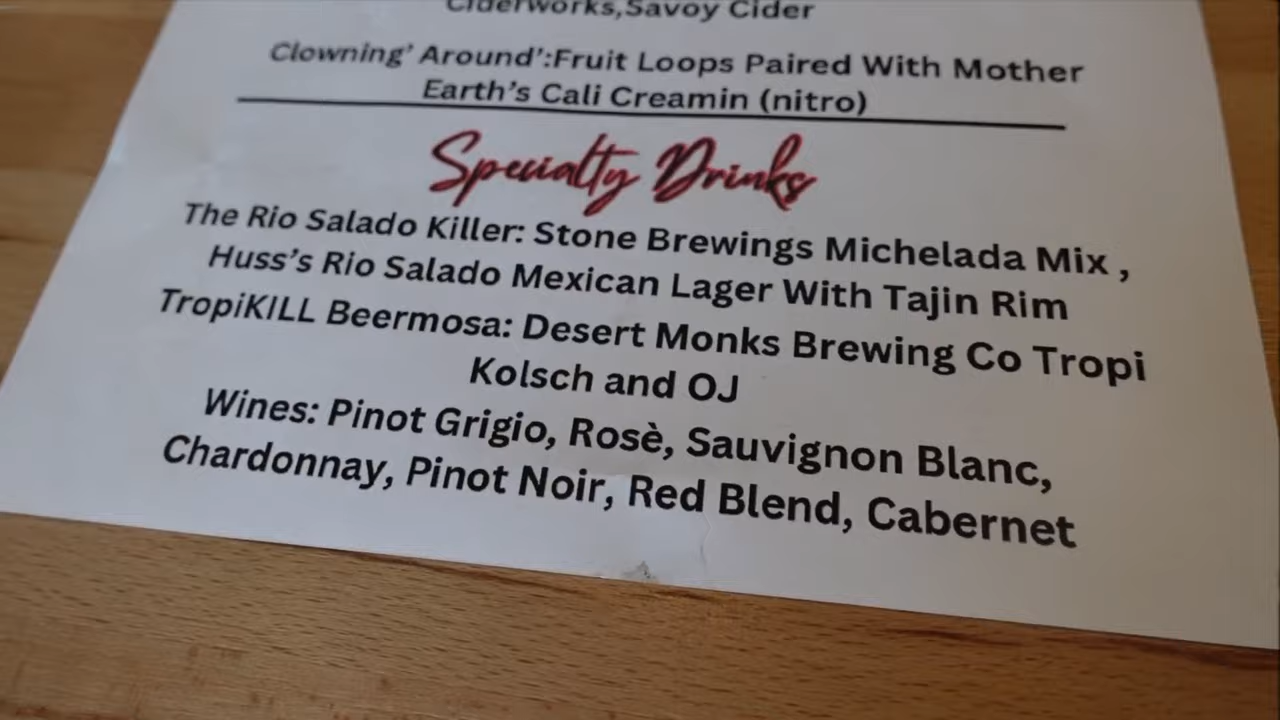 Ciderworks,Savoy Cider
Clowning' Around':Fruit Loops Paired With Mother
Earth's Cali Creamin (nitro)
Specialty Drinks
The Rio Salado Killer: Stone Brewings Michelada Mix ,
Huss's Rio Salado Mexican Lager With Tajin Rim
TropiKILL Beermosa: Desert Monks Brewing Co Tropi
Kolsch and OJ
Wines: Pinot Grigio, Rosè, Sauvignon Blanc,
Chardonnay, Pinot Noir, Red Blend, Cabernet